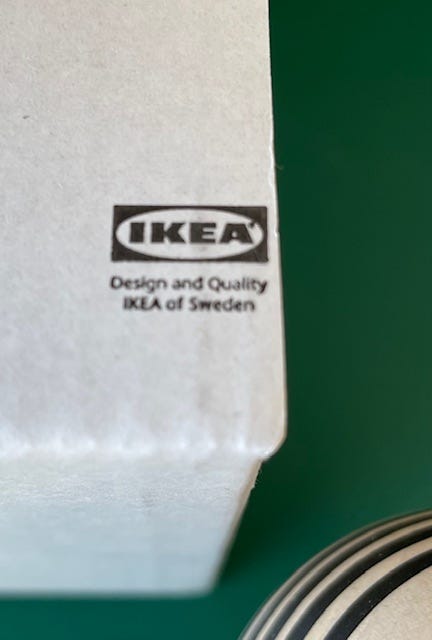 IKEA
Design and Quality
IKEA of Sweden